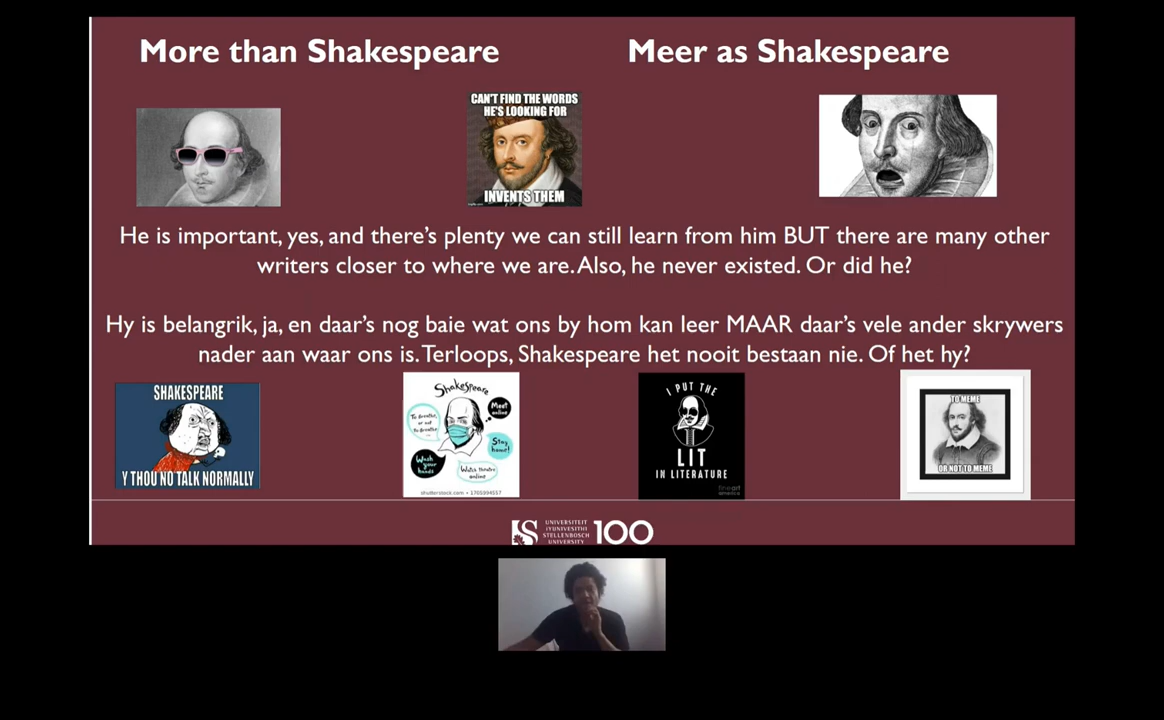 More than Shakespeare
Meer as Shakespeare
CAN'T FIND THE WORDS
HE'S LOOKING FOR
INVENTS THEM
He is important, yes, and there's plenty we can still learn from him BUT there are many other
writers closer to where we are. Also, he never existed. Or did he?
Hy is belangrik, ja, en daar's nog baie wat ons by hom kan leer MAAR daar's vele ander skrywers
nader aan waar ons is. Terloops, Shakespeare het nooit bestaan nie. Of het hy?
SHAKESPEARE
Y THOU NO TALK NORMALLY
Shakespeare
To breathe,
or not
to breathe
Meet
online
Stay
home!
Wash
your
hands
Watch theatre
online
shutterstock.com • 1705994557
I PUT THE
LIT
IN LITERATURE
fineart
america
TO MEME
OR NOT TO MEME
UNIVERSITEIT
IYUNIVESITHI
STELLENBOSCH
UNIVERSITY
100